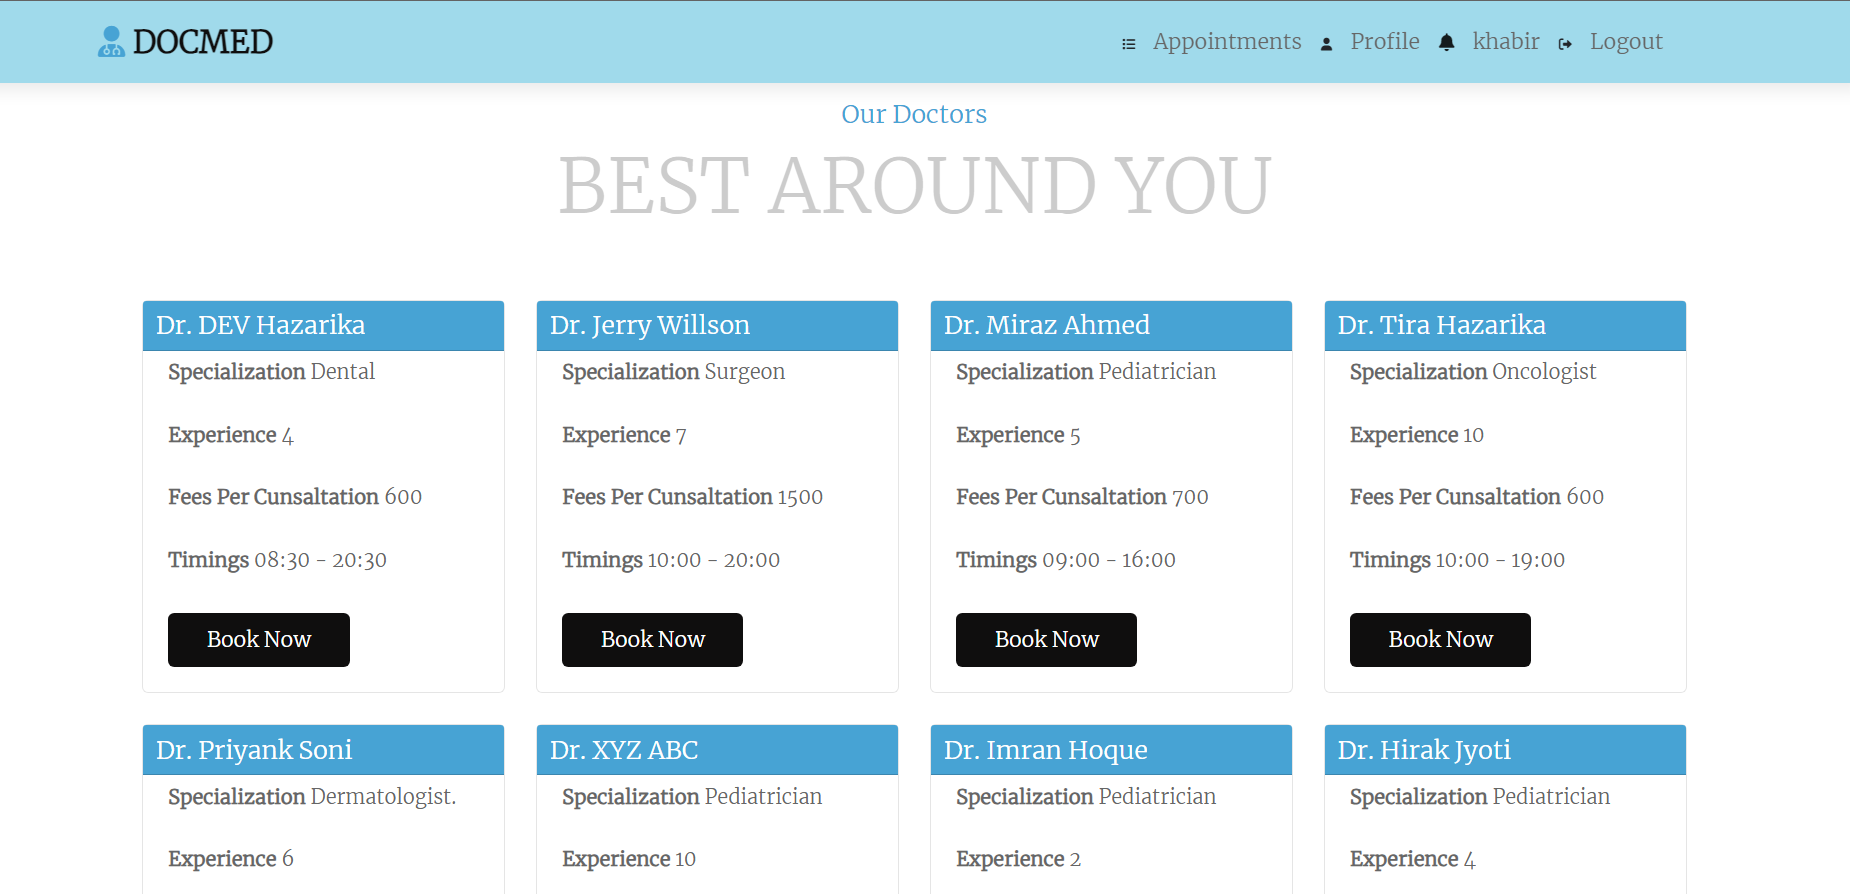 DOCMED
Appointments Profile khabir Logout
Our Doctors
BEST AROUND YOU
Dr. DEV Hazarika
Specialization Dental
Experience 4
Fees Per Cunsaltation 600
Timings 08:30 - 20:30
Book Now
Dr. Jerry Willson
Specialization Surgeon
Experience 7
Fees Per Cunsaltation 1500
Timings 10:00 - 20:00
Book Now
Dr. Miraz Ahmed
Specialization Pediatrician
Experience 5
Fees Per Cunsaltation 700
Timings 09:00 - 16:00
Book Now
Dr. Tira Hazarika
Specialization Oncologist
Experience 10
Fees Per Cunsaltation 600
Timings 10:00 - 19:00
Book Now
Dr. Priyank Soni
Specialization Dermatologist.
Experience 6
Dr. XYZ ABC
Specialization Pediatrician
Experience 10
Dr. Imran Hoque
Specialization Pediatrician
Experience 2
Dr. Hirak Jyoti
Specialization Pediatrician
Experience 4